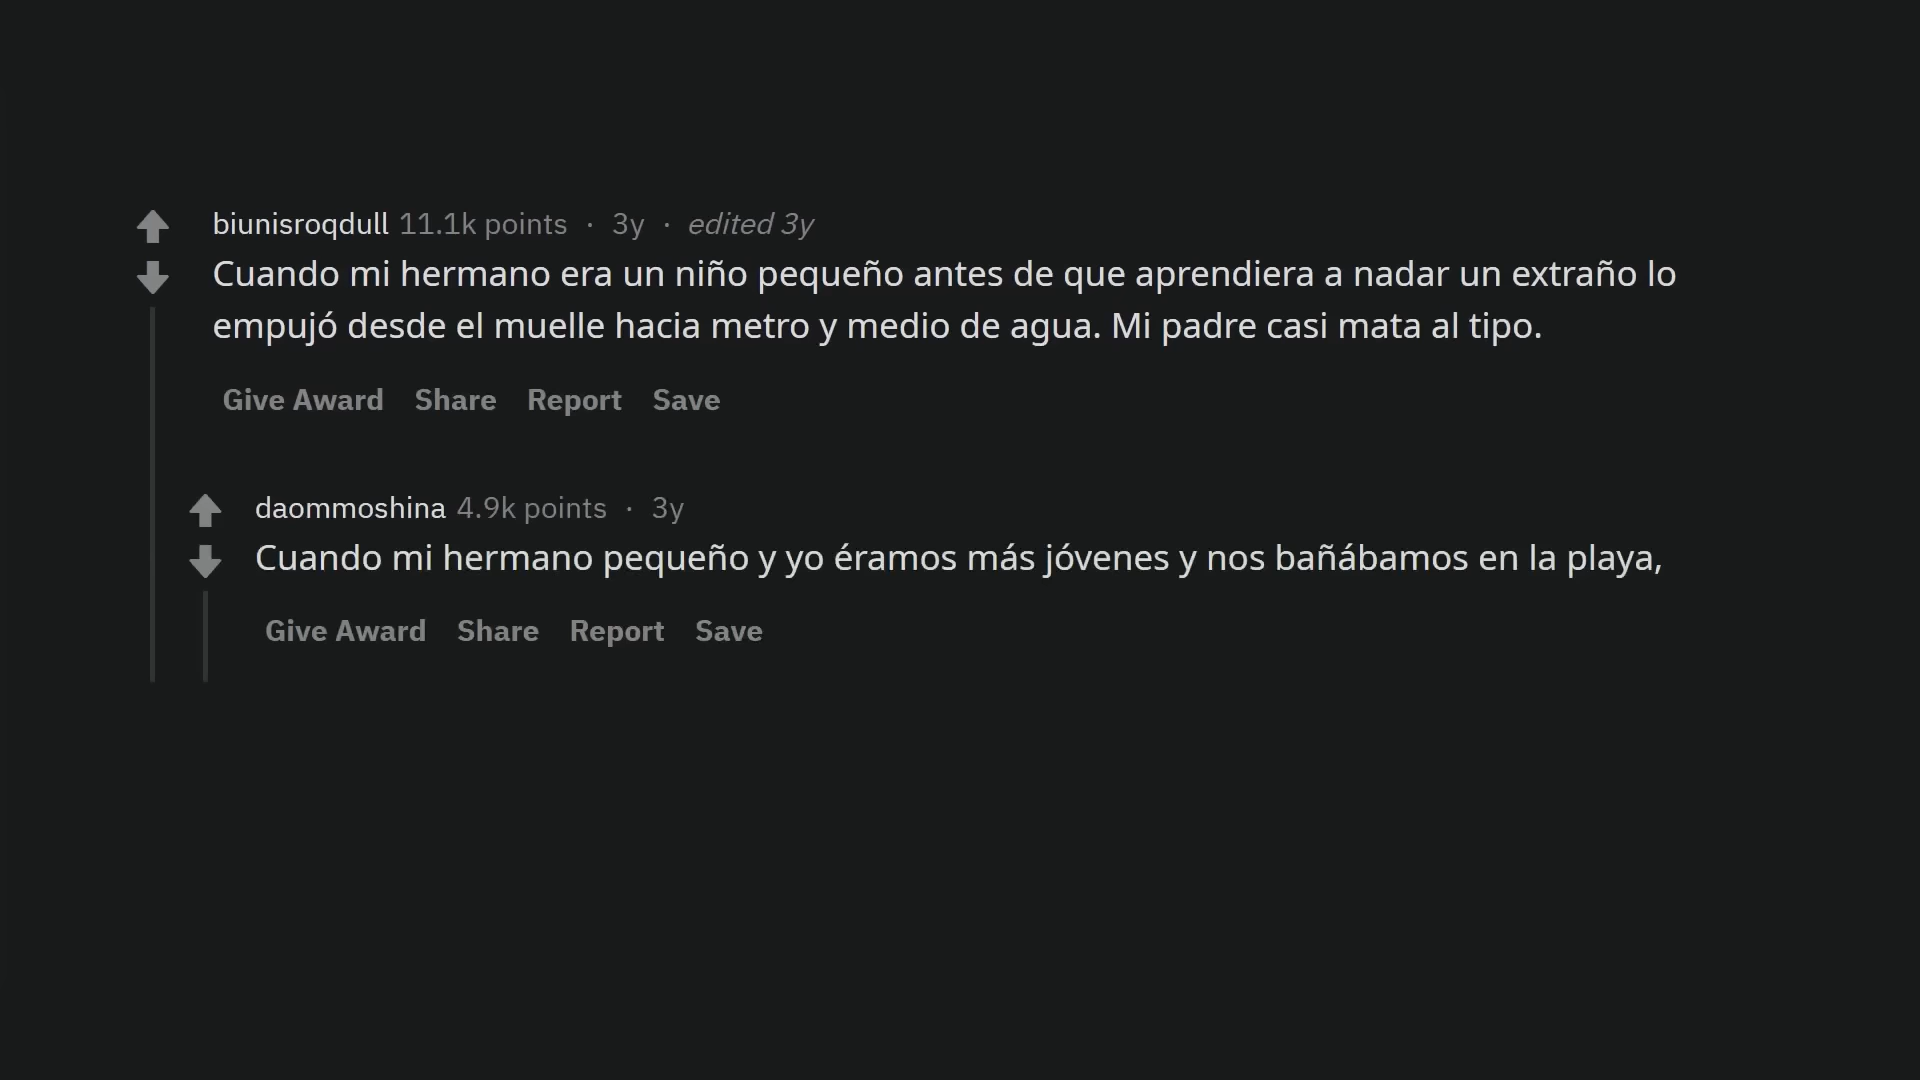 biunisroqdull 11.1k points · 3y · edited 3y
Cuando mi hermano era un niño pequeño antes de que aprendiera a nadar un extraño lo
empujó desde el muelle hacia metro y medio de agua. Mi padre casi mata al tipo.
Give Award Share Report Save
daommoshina 4.9k points · 3y
Cuando mi hermano pequeño y yo éramos más jóvenes y nos bañábamos en la playa,
Give Award Share Report Save